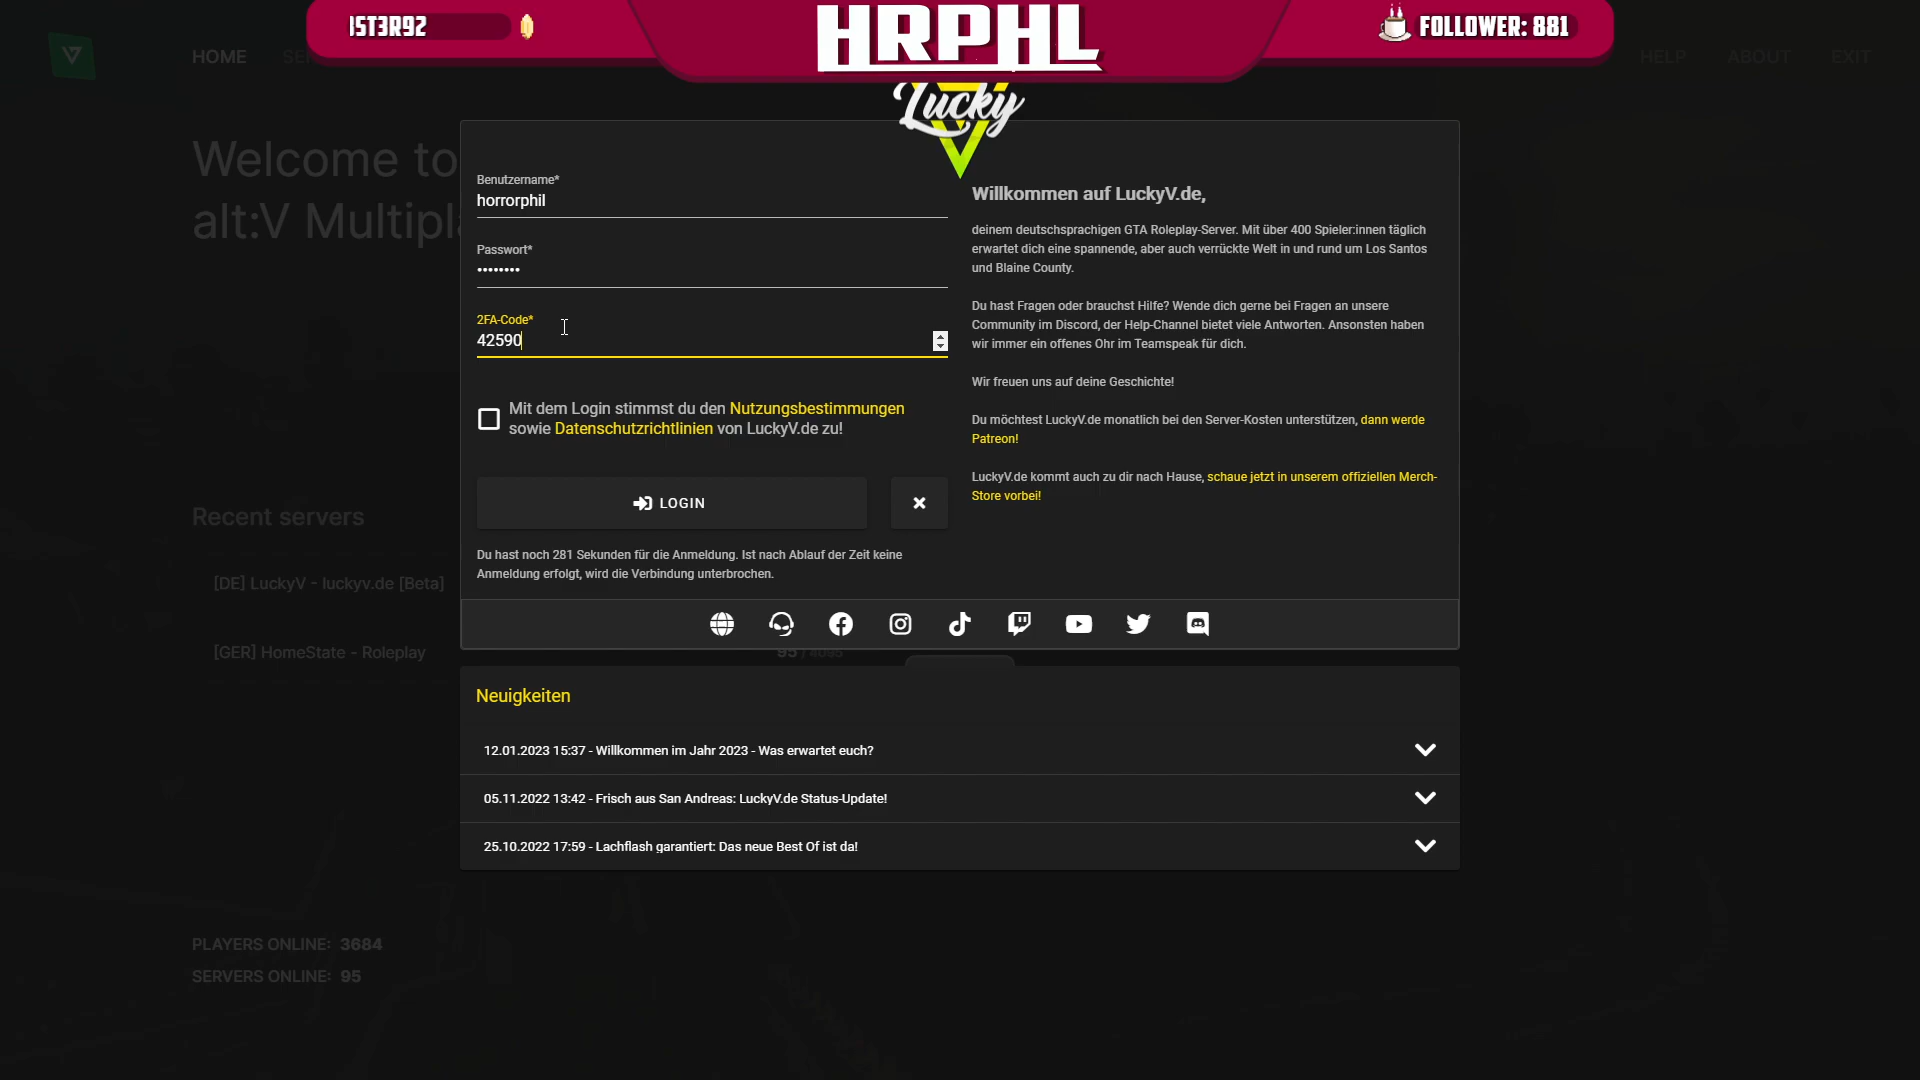 IST3R92
HRPHL
FOLLOWER: 881
HOME
HELP
ABOUT
EXIT
Lucky
Welcome to
alt:V
Benutzername*
horrorphil
Passwort*
••••••••
2FA-Code*
42590
Mit dem Login stimmst du den Nutzungsbestimmungen
sowie Datenschutzrichtlinien von LuckyV.de zu!
LOGIN
Du hast noch 281 Sekunden für die Anmeldung. Ist nach Ablauf der Zeit keine
Anmeldung erfolgt, wird die Verbindung unterbrochen.
Willkommen auf LuckyV.de,
deinem deutschsprachigen GTA Roleplay-Server. Mit über 400 Spieler:innen täglich
erwartet dich eine spannende, aber auch verrückte Welt in und rund um Los Santos
und Blaine County.
Du hast Fragen oder brauchst Hilfe? Wende dich gerne bei Fragen an unsere
Community im Discord, der Help-Channel bietet viele Antworten. Ansonsten haben
wir immer ein offenes Ohr im Teamspeak für dich.
Wir freuen uns auf deine Geschichte!
Du möchtest LuckyV.de monatlich bei den Server-Kosten unterstützen, dann werde
Patreon!
LuckyV.de kommt auch zu dir nach Hause, schaue jetzt in unserem offiziellen Merch-
Store vorbei!
Recent servers
[DE] LuckyV - luckyv.de [Beta]
[GER] HomeState - Roleplay
95 / 4095
Neuigkeiten
12.01.2023 15:37 - Willkommen im Jahr 2023 - Was erwartet euch?
05.11.2022 13:42 - Frisch aus San Andreas: LuckyV.de Status-Update!
25.10.2022 17:59 - Lachflash garantiert: Das neue Best Of ist da!
PLAYERS ONLINE: 3684
SERVERS ONLINE: 95